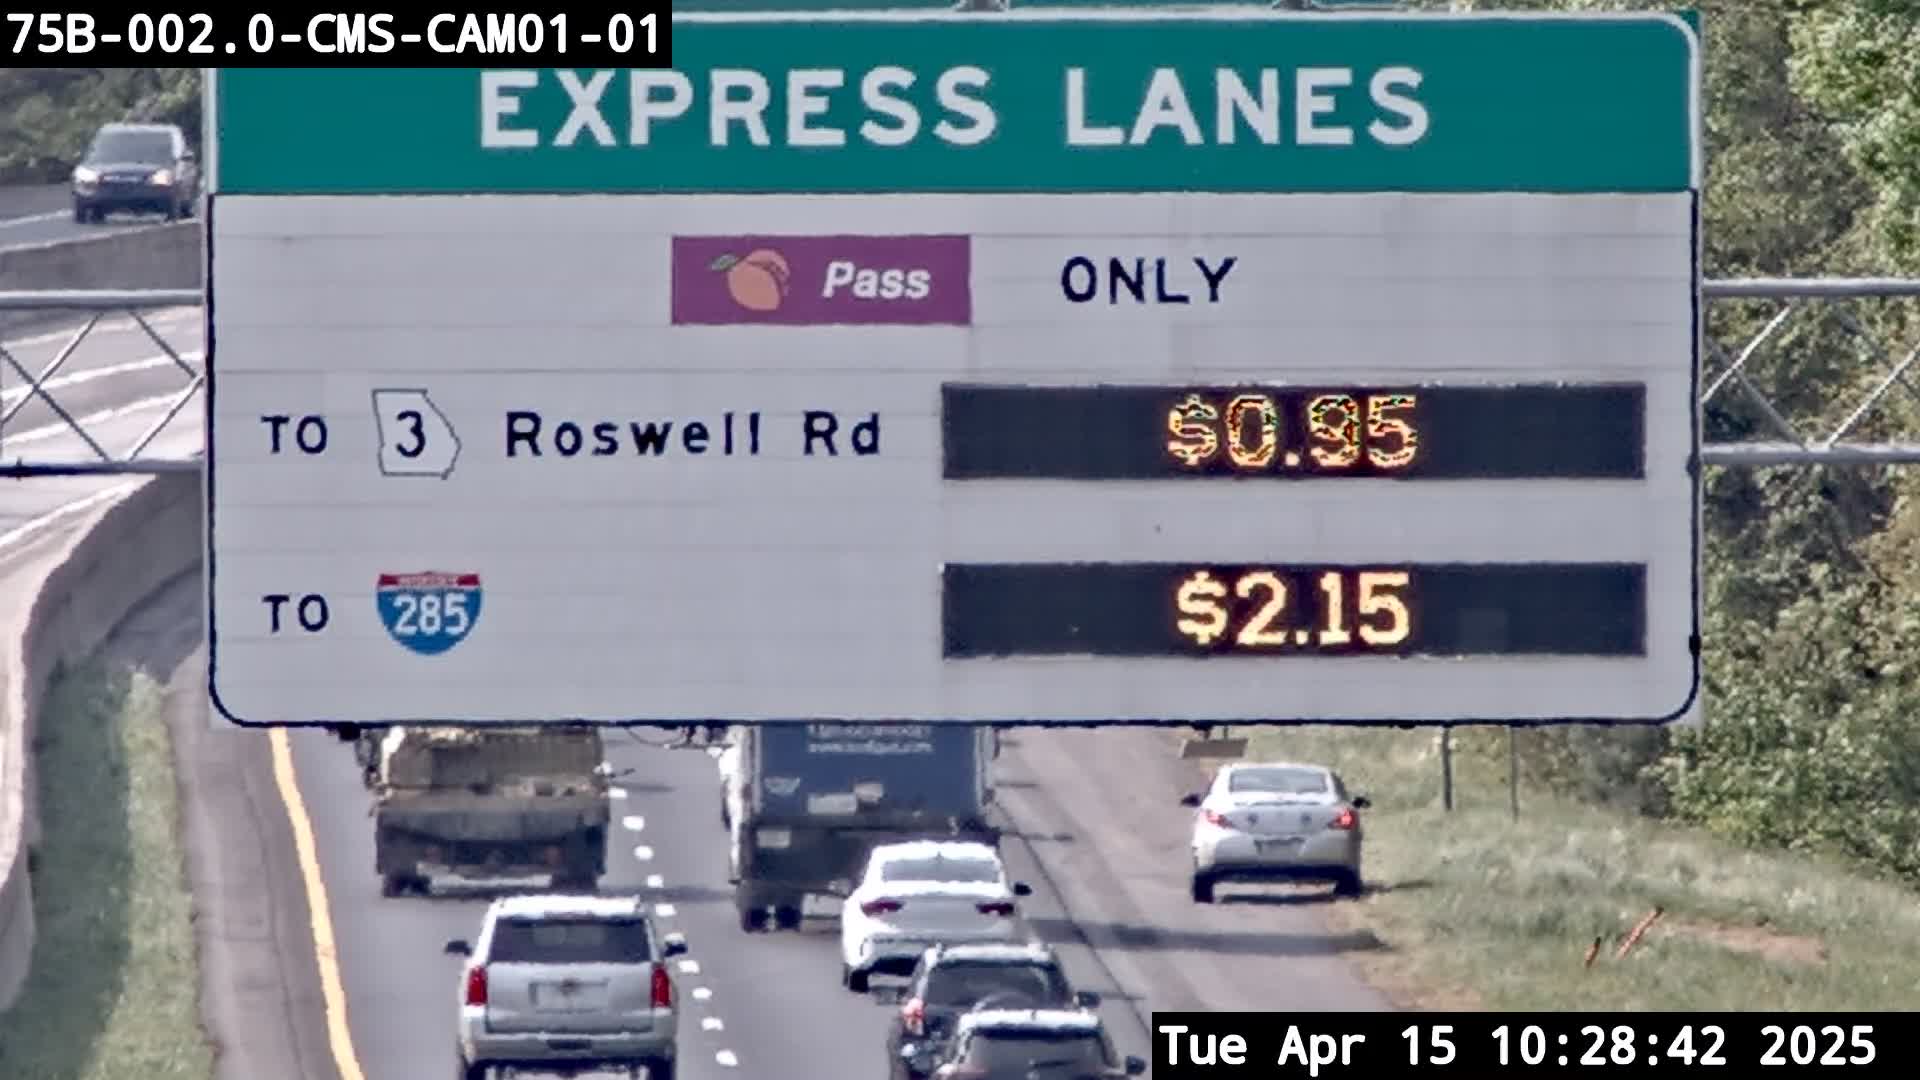 75B-002.0-CMS-CAM01-01
EXPRESS LANES
Pass ONLY
TO 3 Roswell Rd $0.95
TO INTERSTATE 285 $2.15
Tue Apr 15 10:28:42 2025